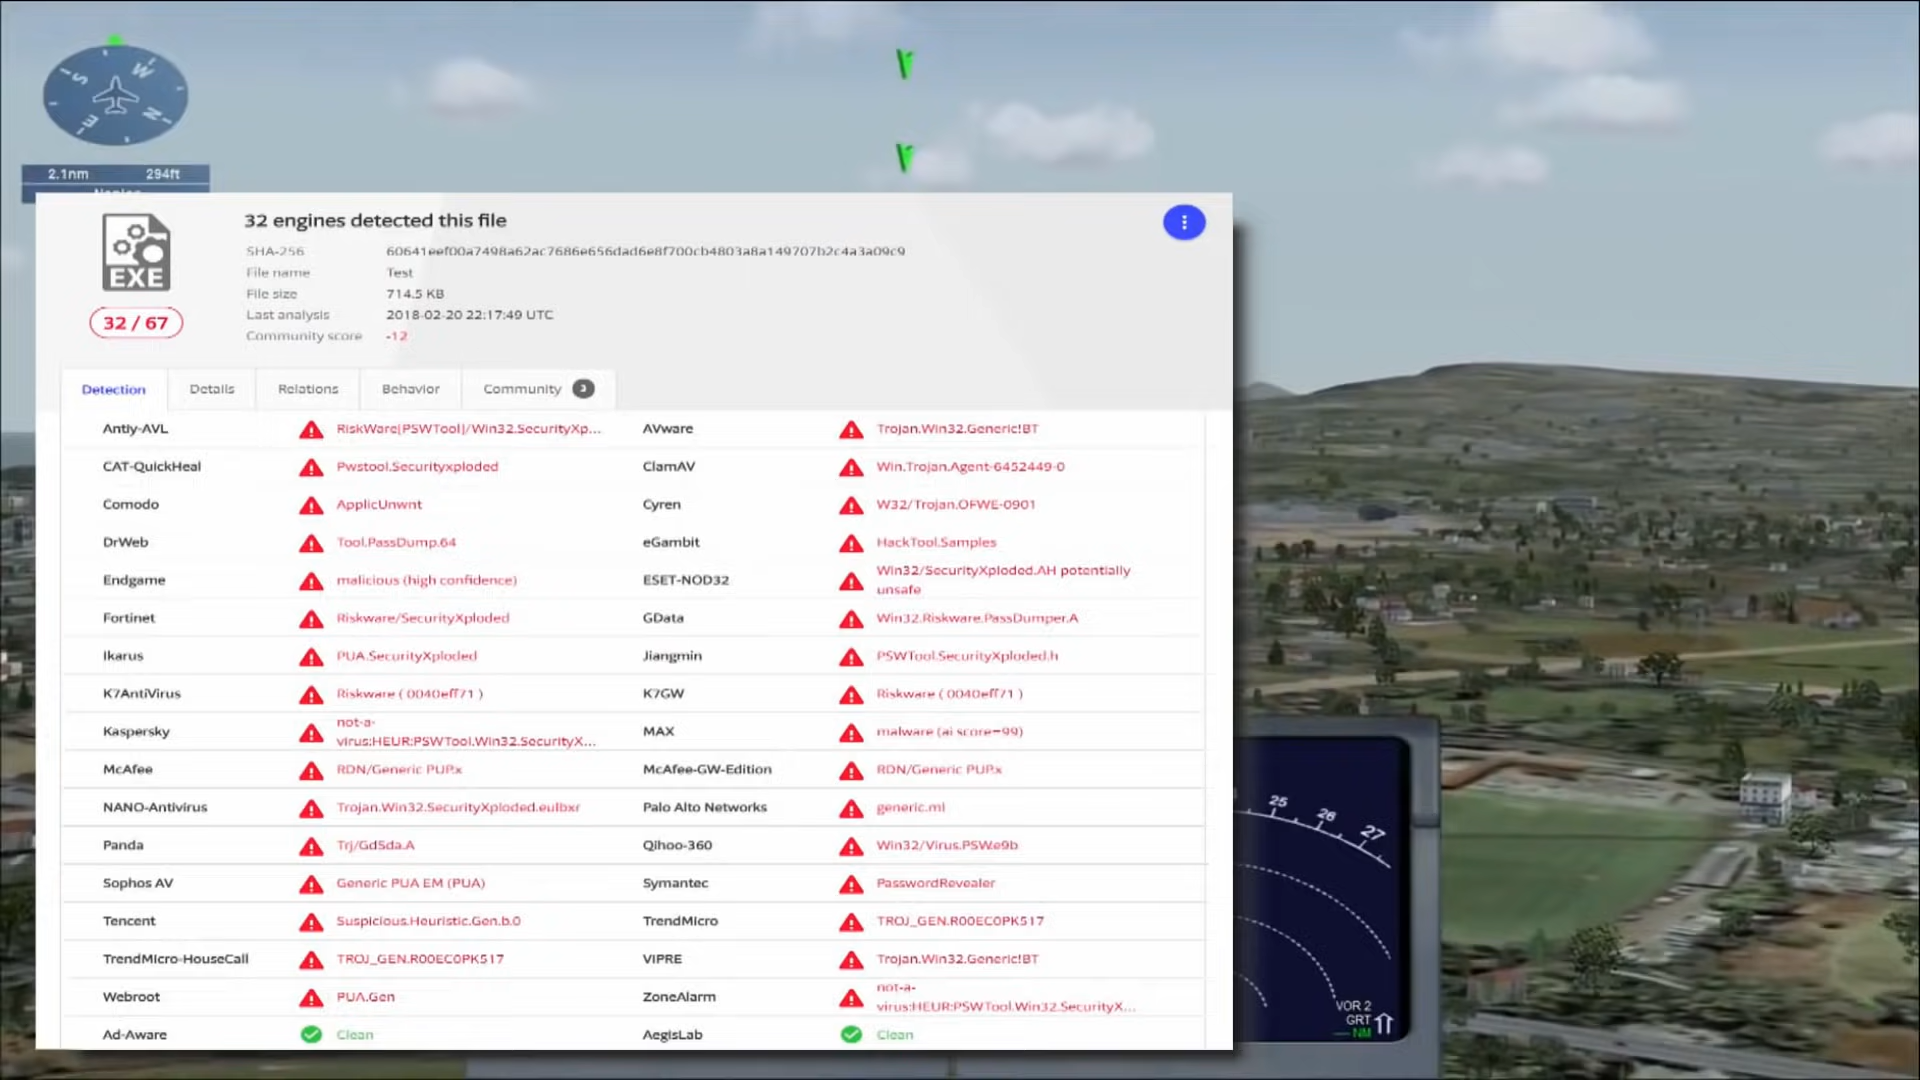 W
S
N
E
2.1nm 294ft
32 engines detected this file
EXE
32 / 67
SHA-256 60641eef00a7498a62ac7686e656dad6e8f700cb4803a8a149707b2c4a3a09c9
File name Test
File size 714.5 KB
Last analysis 2018-02-20 22:17:49 UTC
Community score -12
Detection Details Relations Behavior Community 3
Antiy-AVL RiskWare[PSWTool]/Win32.SecurityXp... AVware Trojan.Win32.Generic!BT
CAT-QuickHeal Pwstool.Securityxploded ClamAV Win.Trojan.Agent-6452449-0
Comodo ApplicUnwnt Cyren W32/Trojan.OFWE-0901
DrWeb Tool.PassDump.64 eGambit HackTool.Samples
Endgame malicious (high confidence) ESET-NOD32 Win32/SecurityXploded.AH potentially
unsafe
Fortinet Riskware/SecurityXploded GData Win32.Riskware.PassDumper.A
Ikarus PUA.SecurityXploded Jiangmin PSWTool.SecurityXploded.h
K7AntiVirus Riskware ( 0040eff71 ) K7GW Riskware ( 0040eff71 )
Kaspersky not-a-
virus:HEUR:PSWTool.Win32.SecurityX... MAX malware (ai score=99)
McAfee RDN/Generic PUP.x McAfee-GW-Edition RDN/Generic PUP.x
NANO-Antivirus Trojan.Win32.SecurityXploded.eulbxr Palo Alto Networks generic.ml
Panda Trj/GdSda.A Qihoo-360 Win32/Virus.PSW.e9b
Sophos AV Generic PUA EM (PUA) Symantec PasswordRevealer
Tencent Suspicious.Heuristic.Gen.b.0 TrendMicro TROJ_GEN.R00EC0PK517
TrendMicro-HouseCall TROJ_GEN.R00EC0PK517 VIPRE Trojan.Win32.Generic!BT
Webroot PUA.Gen ZoneAlarm not-a-
virus:HEUR:PSWTool.Win32.SecurityX...
Ad-Aware Clean AegisLab Clean
25 26 27
VOR 2
GRT
NM